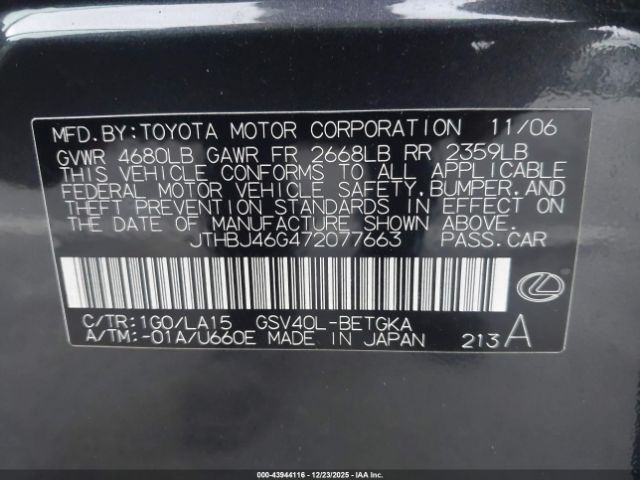 MFD. BY: TOYOTA MOTOR CORPORATION 11/06
GVWR 4680LB GAWR FR 2668LB RR 2359LB
THIS VEHICLE CONFORMS TO ALL APPLICABLE
FEDERAL MOTOR VEHICLE SAFETY, BUMPER, AND
THEFT PREVENTION STANDARDS IN EFFECT ON
THE DATE OF MANUFACTURE SHOWN ABOVE.
JTHBJ46G472077663 PASS. CAR
C/TR: 1G0/LA15 GSV40L-BETGKA
A/TM: -01A/U660E MADE IN JAPAN 213 A
000-43944116 - 12/23/2025 - IAAI.CA